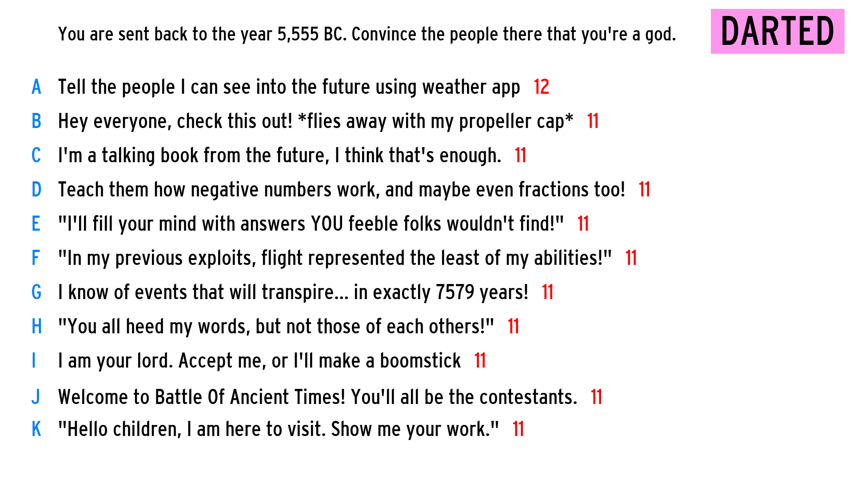 You are sent back to the year 5,555 BC. Convince the people there that you're a god.
DARTED
A Tell the people I can see into the future using weather app 12
B Hey everyone, check this out! *flies away with my propeller cap* 11
C I'm a talking book from the future, I think that's enough. 11
D Teach them how negative numbers work, and maybe even fractions too! 11
E "I'll fill your mind with answers YOU feeble folks wouldn't find!" 11
F "In my previous exploits, flight represented the least of my abilities!" 11
G I know of events that will transpire... in exactly 7579 years! 11
H "You all heed my words, but not those of each others!" 11
I I am your lord. Accept me, or I'll make a boomstick 11
J Welcome to Battle Of Ancient Times! You'll all be the contestants. 11
K "Hello children, I am here to visit. Show me your work." 11